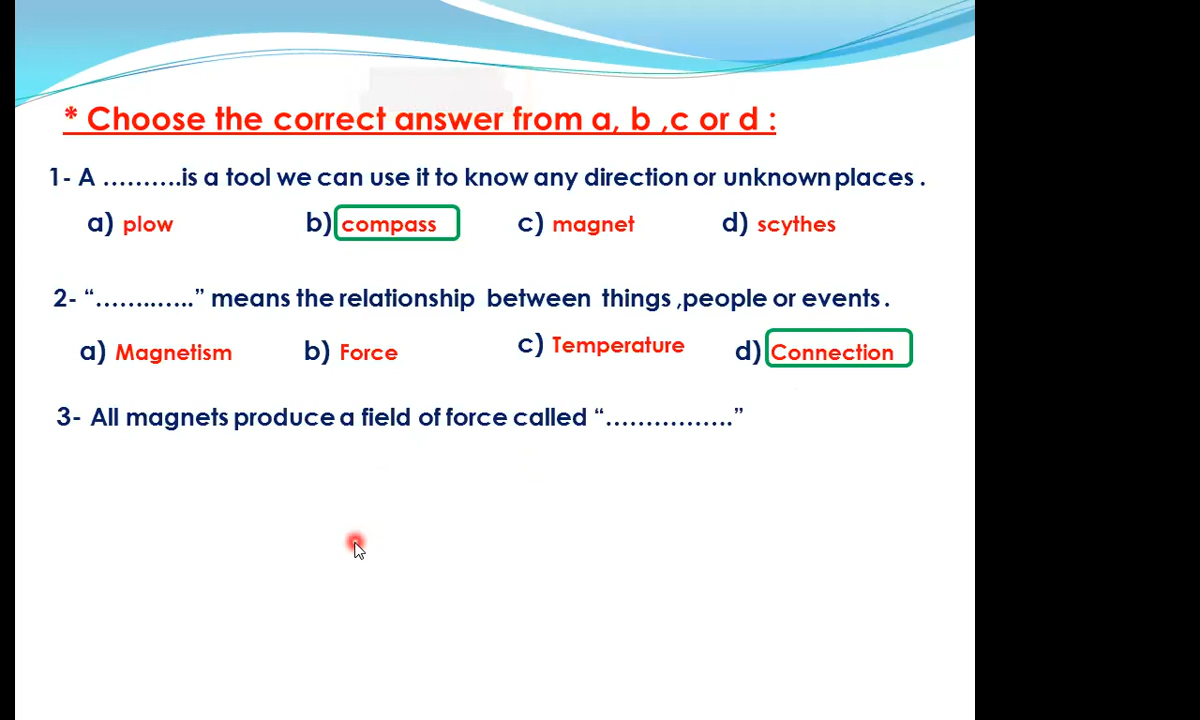 * Choose the correct answer from a, b ,c or d :
1- A ……….is a tool we can use it to know any direction or unknown places .
a) plow b) compass c) magnet d) scythes
2- “……..…..” means the relationship between things ,people or events .
a) Magnetism b) Force c) Temperature d) Connection
3- All magnets produce a field of force called “…………….”